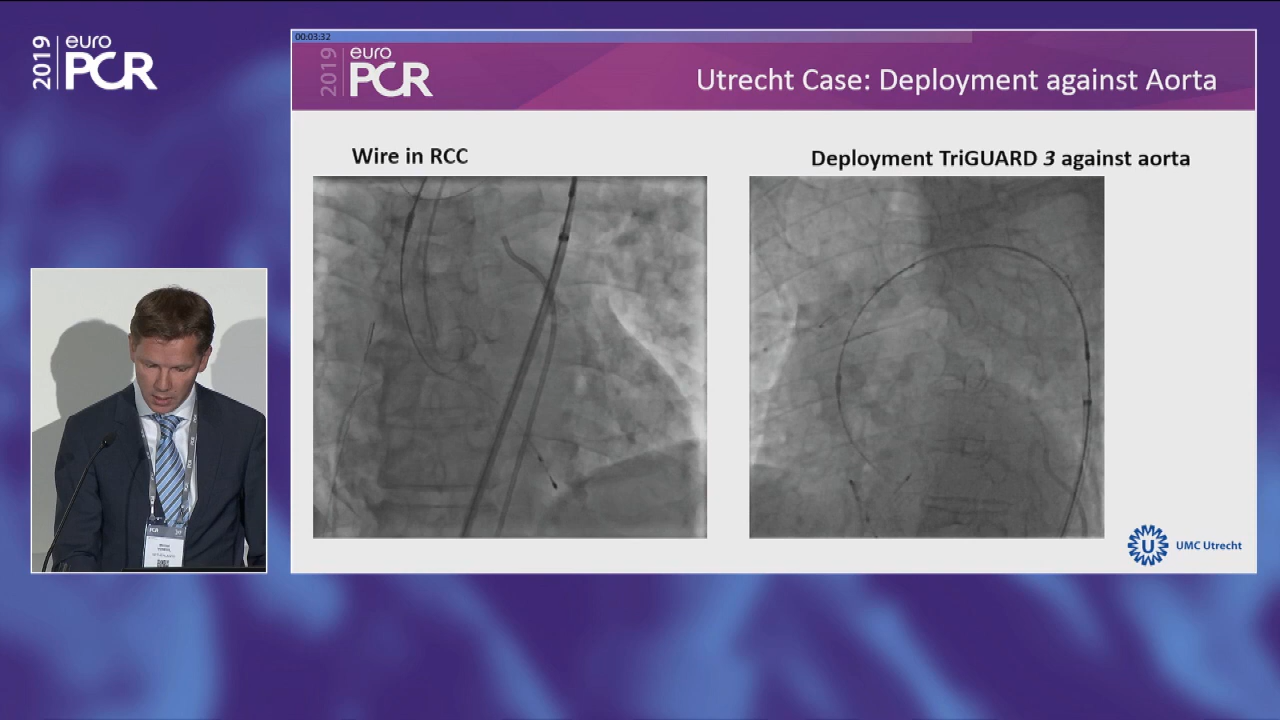 2019
euro
PCR
00:03:32
2019
euro
PCR
Utrecht Case: Deployment against Aorta
Wire in RCC
Deployment TriGUARD 3 against aorta
U
UMC Utrecht
PCR